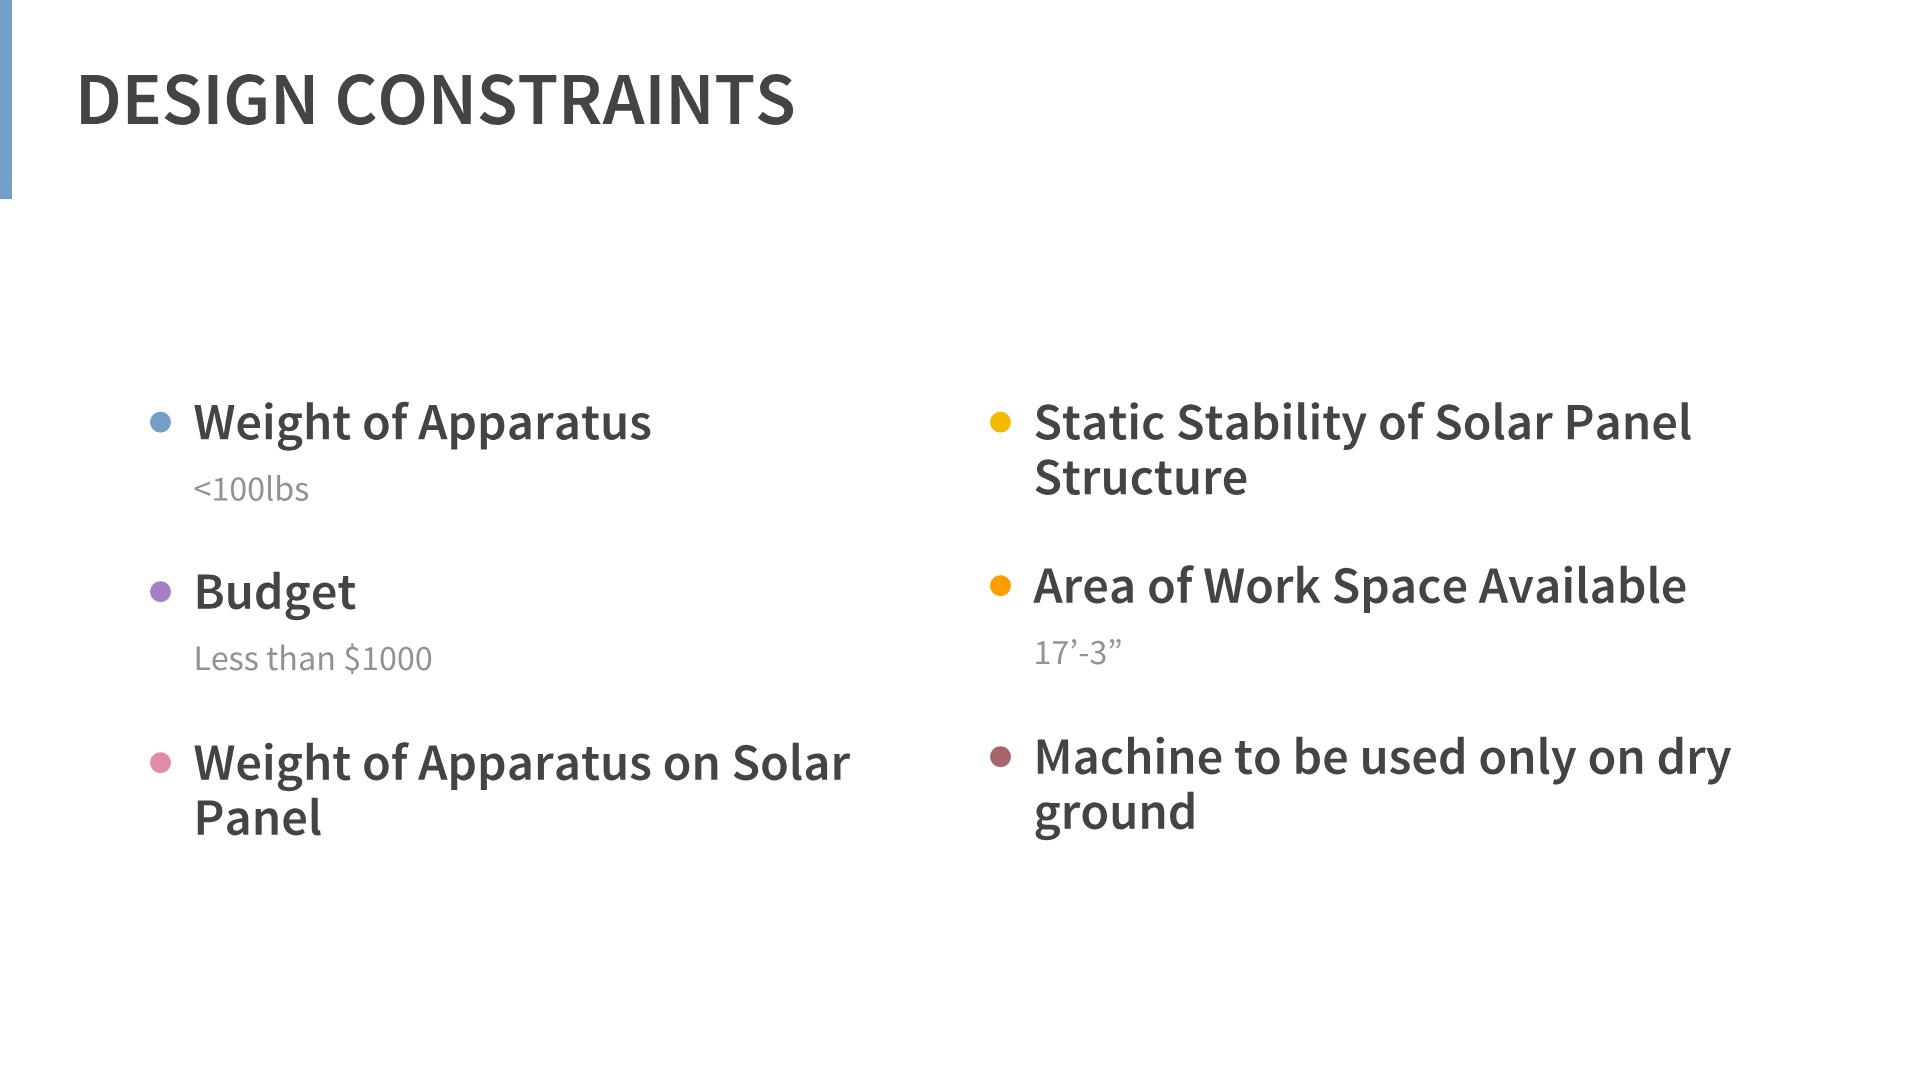 DESIGN CONSTRAINTS
Weight of Apparatus
<100lbs
Budget
Less than $1000
Weight of Apparatus on Solar
Panel
Static Stability of Solar Panel
Structure
Area of Work Space Available
17’-3”
Machine to be used only on dry
ground